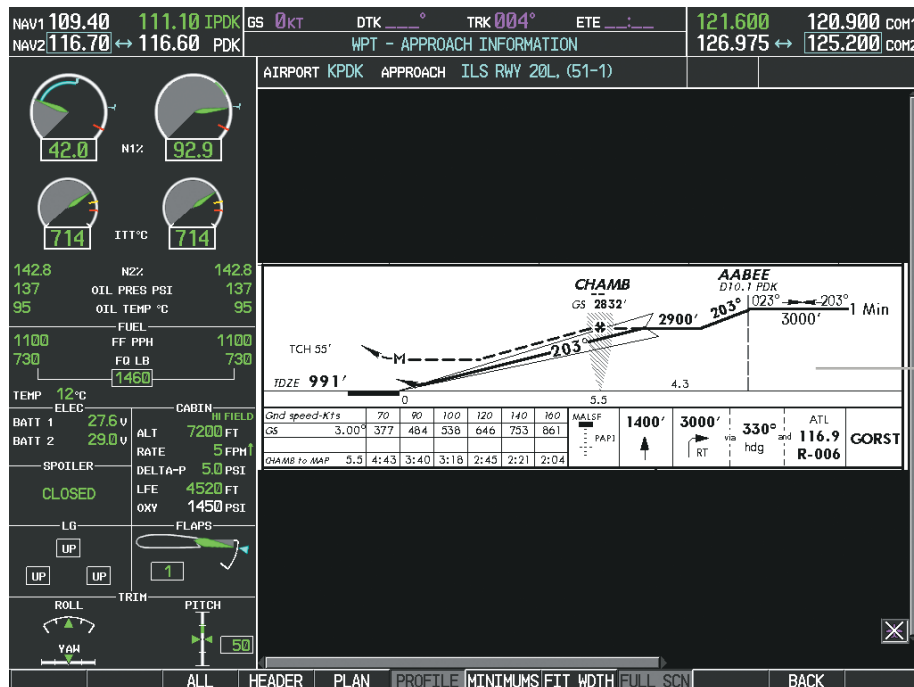 NAV1 109.40 111.10 IPDK GS 0KT DTK ___° TRK 004° ETE __:__ 121.600 120.900 COM1
NAV2 116.70 ↔ 116.60 PDK WPT - APPROACH INFORMATION 126.975 ↔ 125.200 COM2
AIRPORT KPDK APPROACH ILS RWY 20L, (51-1)
42.0 N1% 92.9
714 ITT°C 714
142.8 N2% 142.8
137 OIL PRES PSI 137
95 OIL TEMP °C 95
FUEL
1100 FF PPH 1100
730 FQ LB 730
1460
TEMP 12°C
ELEC
BATT 1 27.6 V
BATT 2 29.0 V
SPOILER
CLOSED
CABIN
HI FIELD
ALT 7200 FT
RATE 5 FPM↑
DELTA-P 5.0 PSI
LFE 4520 FT
OXY 1450 PSI
LG
UP
UP UP
FLAPS
1
TRIM
ROLL PITCH
YAW
50
CHAMB
GS 2832'
AABEE
D10.1 PDK
203° 023° 203° 1 Min
2900' 3000'
203°
TCH 55'
M
TDZE 991'
0 5.5 4.3
Gnd speed-Kts 70 90 100 120 140 160
GS 3.00° 377 484 538 646 753 861
CHAMB to MAP 5.5 4:43 3:40 3:18 2:45 2:21 2:04
MALSF
PAPI
1400'
3000'
RT
via 330° hdg and
ATL
116.9
R-006
GORST
ALL HEADER PLAN PROFILE MINIMUMS FIT WDTH FULL SCN BACK